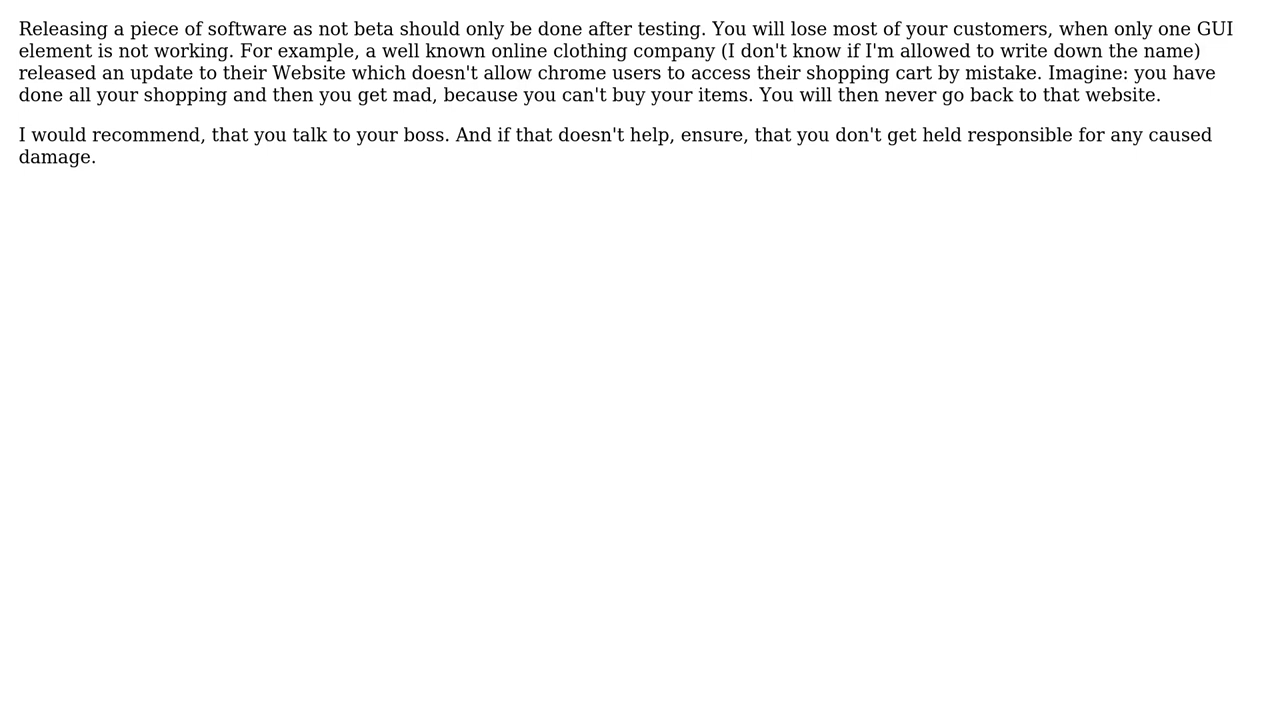 Releasing a piece of software as not beta should only be done after testing. You will lose most of your customers, when only one GUI
element is not working. For example, a well known online clothing company (I don't know if I'm allowed to write down the name)
released an update to their Website which doesn't allow chrome users to access their shopping cart by mistake. Imagine: you have
done all your shopping and then you get mad, because you can't buy your items. You will then never go back to that website.
I would recommend, that you talk to your boss. And if that doesn't help, ensure, that you don't get held responsible for any caused
damage.